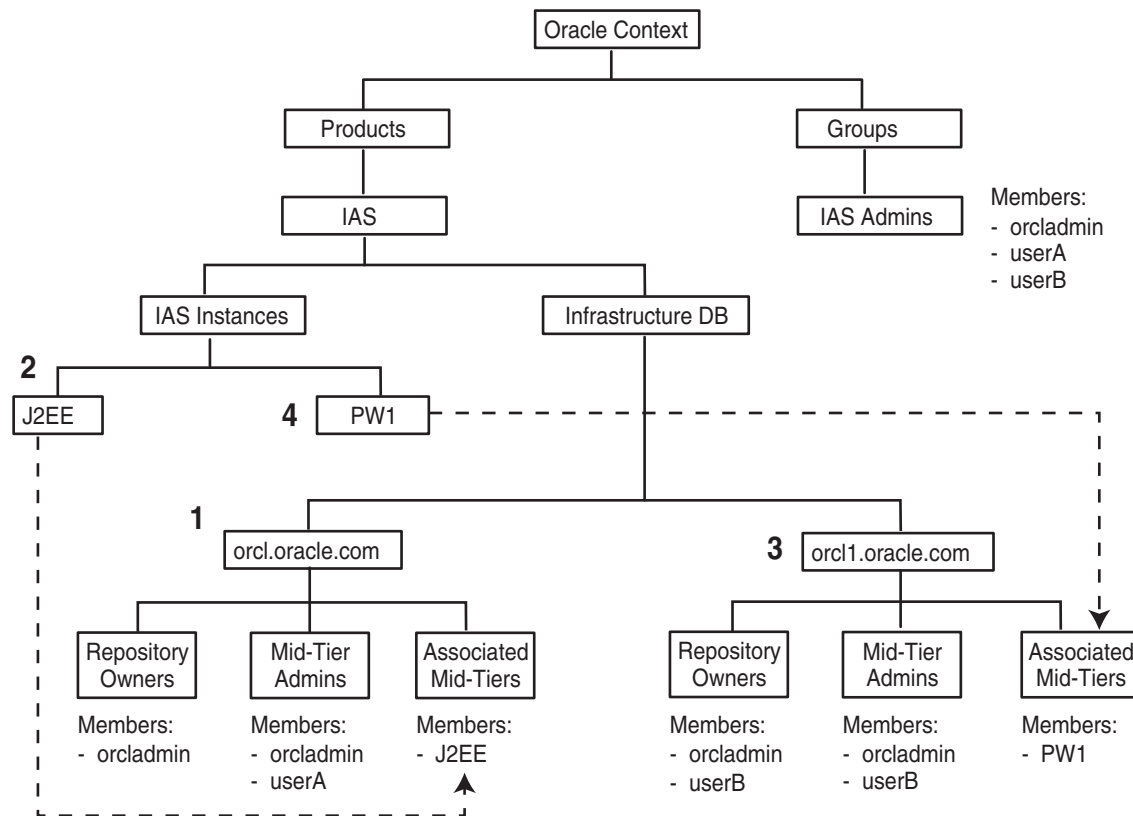 Oracle Context
Products
Groups
IAS
IAS Admins
Members:
- orcladmin
- userA
- userB
IAS Instances
Infrastructure DB
2
J2EE
4
PW1
1
orcl.oracle.com
3
orcl1.oracle.com
Repository
Owners
Mid-Tier
Admins
Associated
Mid-Tiers
Repository
Owners
Mid-Tier
Admins
Associated
Mid-Tiers
Members:
- orcladmin
Members:
- orcladmin
- userA
Members:
- J2EE
Members:
- orcladmin
- userB
Members:
- orcladmin
- userB
Members:
- PW1